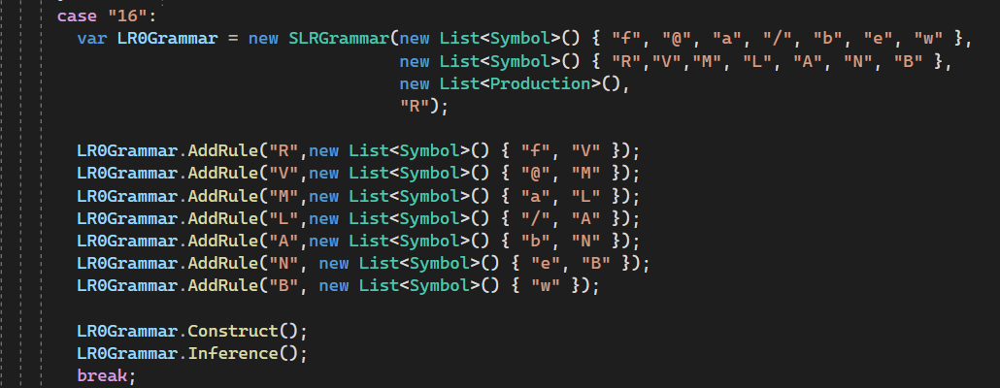 case "16":
var LR0Grammar = new SLRGrammar(new List<Symbol>() { "f", "@", "a", "/", "b", "e", "w" },
new List<Symbol>() { "R","V","M", "L", "A", "N", "B" },
new List<Production>(),
"R");
LR0Grammar.AddRule("R",new List<Symbol>() { "f", "V" });
LR0Grammar.AddRule("V",new List<Symbol>() { "@", "M" });
LR0Grammar.AddRule("M",new List<Symbol>() { "a", "L" });
LR0Grammar.AddRule("L",new List<Symbol>() { "/", "A" });
LR0Grammar.AddRule("A",new List<Symbol>() { "b", "N" });
LR0Grammar.AddRule("N", new List<Symbol>() { "e", "B" });
LR0Grammar.AddRule("B", new List<Symbol>() { "w" });
LR0Grammar.Construct();
LR0Grammar.Inference();
break;